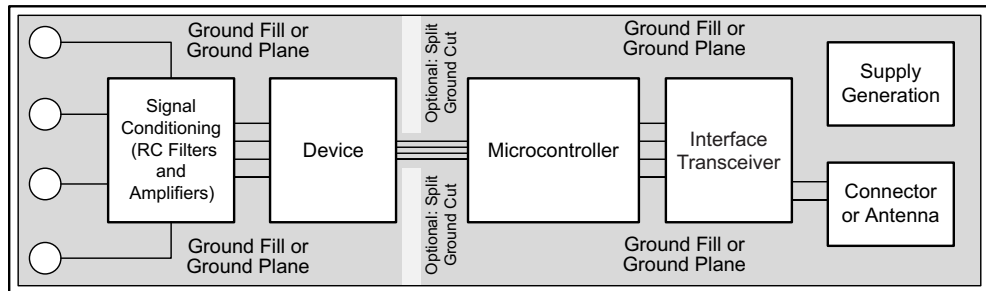 Ground Fill or
Ground Plane
Optional: Split
Ground Cut
Ground Fill or
Ground Plane
Signal
Conditioning
(RC Filters
and
Amplifiers)
Device
Microcontroller
Interface
Transceiver
Supply
Generation
Connector
or Antenna
Ground Fill or
Ground Plane
Optional: Split
Ground Cut
Ground Fill or
Ground Plane